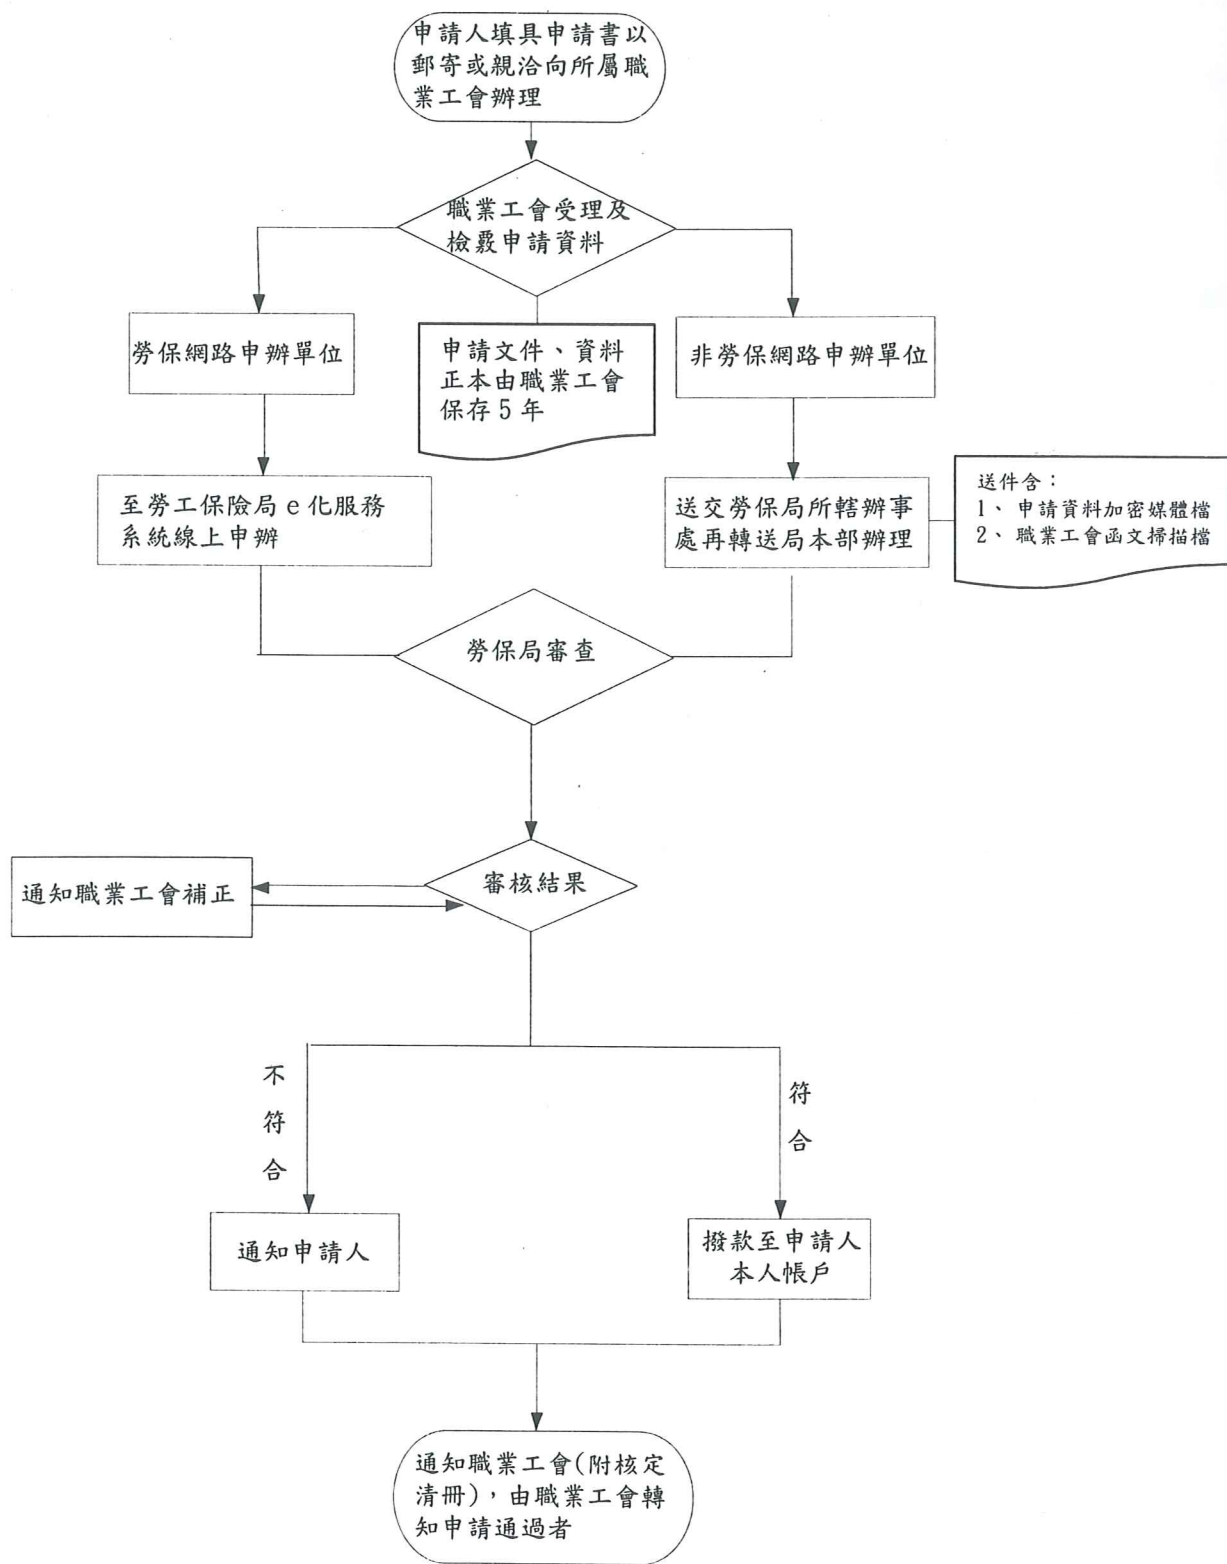 申請人填具申請書以
郵寄或親洽向所屬職
業工會辦理
職業工會受理及
檢覈申請資料
勞保網路申辦單位
申請文件、資料
正本由職業工會
保存5年
非勞保網路申辦單位
至勞工保險局e化服務
系統線上申辦
送交勞保局所轄辦事
處再轉送局本部辦理
送件含：
1、申請資料加密媒體檔
2、職業工會函文掃描檔
勞保局審查
審核結果
通知職業工會補正
不符合
符合
通知申請人
撥款至申請人
本人帳戶
通知職業工會(附核定
清冊)，由職業工會轉
知申請通過者